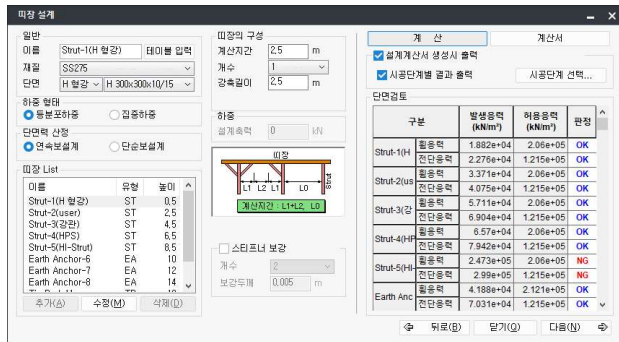 띠장 설계
일반
이름 Strut-1(H 형강) 테이블 입력
재질 SS275
단면 H 형강 H 300x300x10/15
하중 형태
등분포하중 집중하중
단면력 산정
연속보설계 단순보설계
띠장 List
이름 유형 높이
Strut-1(H 형강) ST 0,5
Strut-2(user) ST 2,5
Strut-3(강관) ST 4,5
Strut-4(HPS) ST 6,5
Strut-5(HI-Strut) ST 8,5
Earth Anchor-6 EA 10
Earth Anchor-7 EA 12
Earth Anchor-8 EA 14
추가(A) 수정(M) 삭제(D)
띠장의 구성
계산지간 2,5 m
개수 1
강축길이 2,5 m
하중
설계축력 0 kN
띠장
L1 L2 L1 L0 Strut
계산지간 : L1+L2, L0
스티프너 보강
개수 2
보강두께 0,005 m
계 산 계산서
설계계산서 생성시 출력
시공단계별 결과 출력 시공단계 선택...
단면검토
구분 발생응력 (kN/m²) 허용응력 (kN/m²) 판정
Strut-1(H 휨응력 1.882e+04 2.06e+05 OK
전단응력 2.276e+04 1.215e+05 OK
Strut-2(us 휨응력 3.371e+04 2.06e+05 OK
전단응력 4.075e+04 1.215e+05 OK
Strut-3(강 휨응력 5.711e+04 2.06e+05 OK
전단응력 6.904e+04 1.215e+05 OK
Strut-4(HP 휨응력 6.57e+04 2.06e+05 OK
전단응력 7.942e+04 1.215e+05 OK
Strut-5(HI- 휨응력 2.473e+05 2.06e+05 NG
전단응력 2.99e+05 1.215e+05 NG
Earth Anc 휨응력 4.188e+04 2.121e+05 OK
전단응력 7.031e+04 1.215e+05 OK
뒤로(B) 닫기(Q) 다음(N)